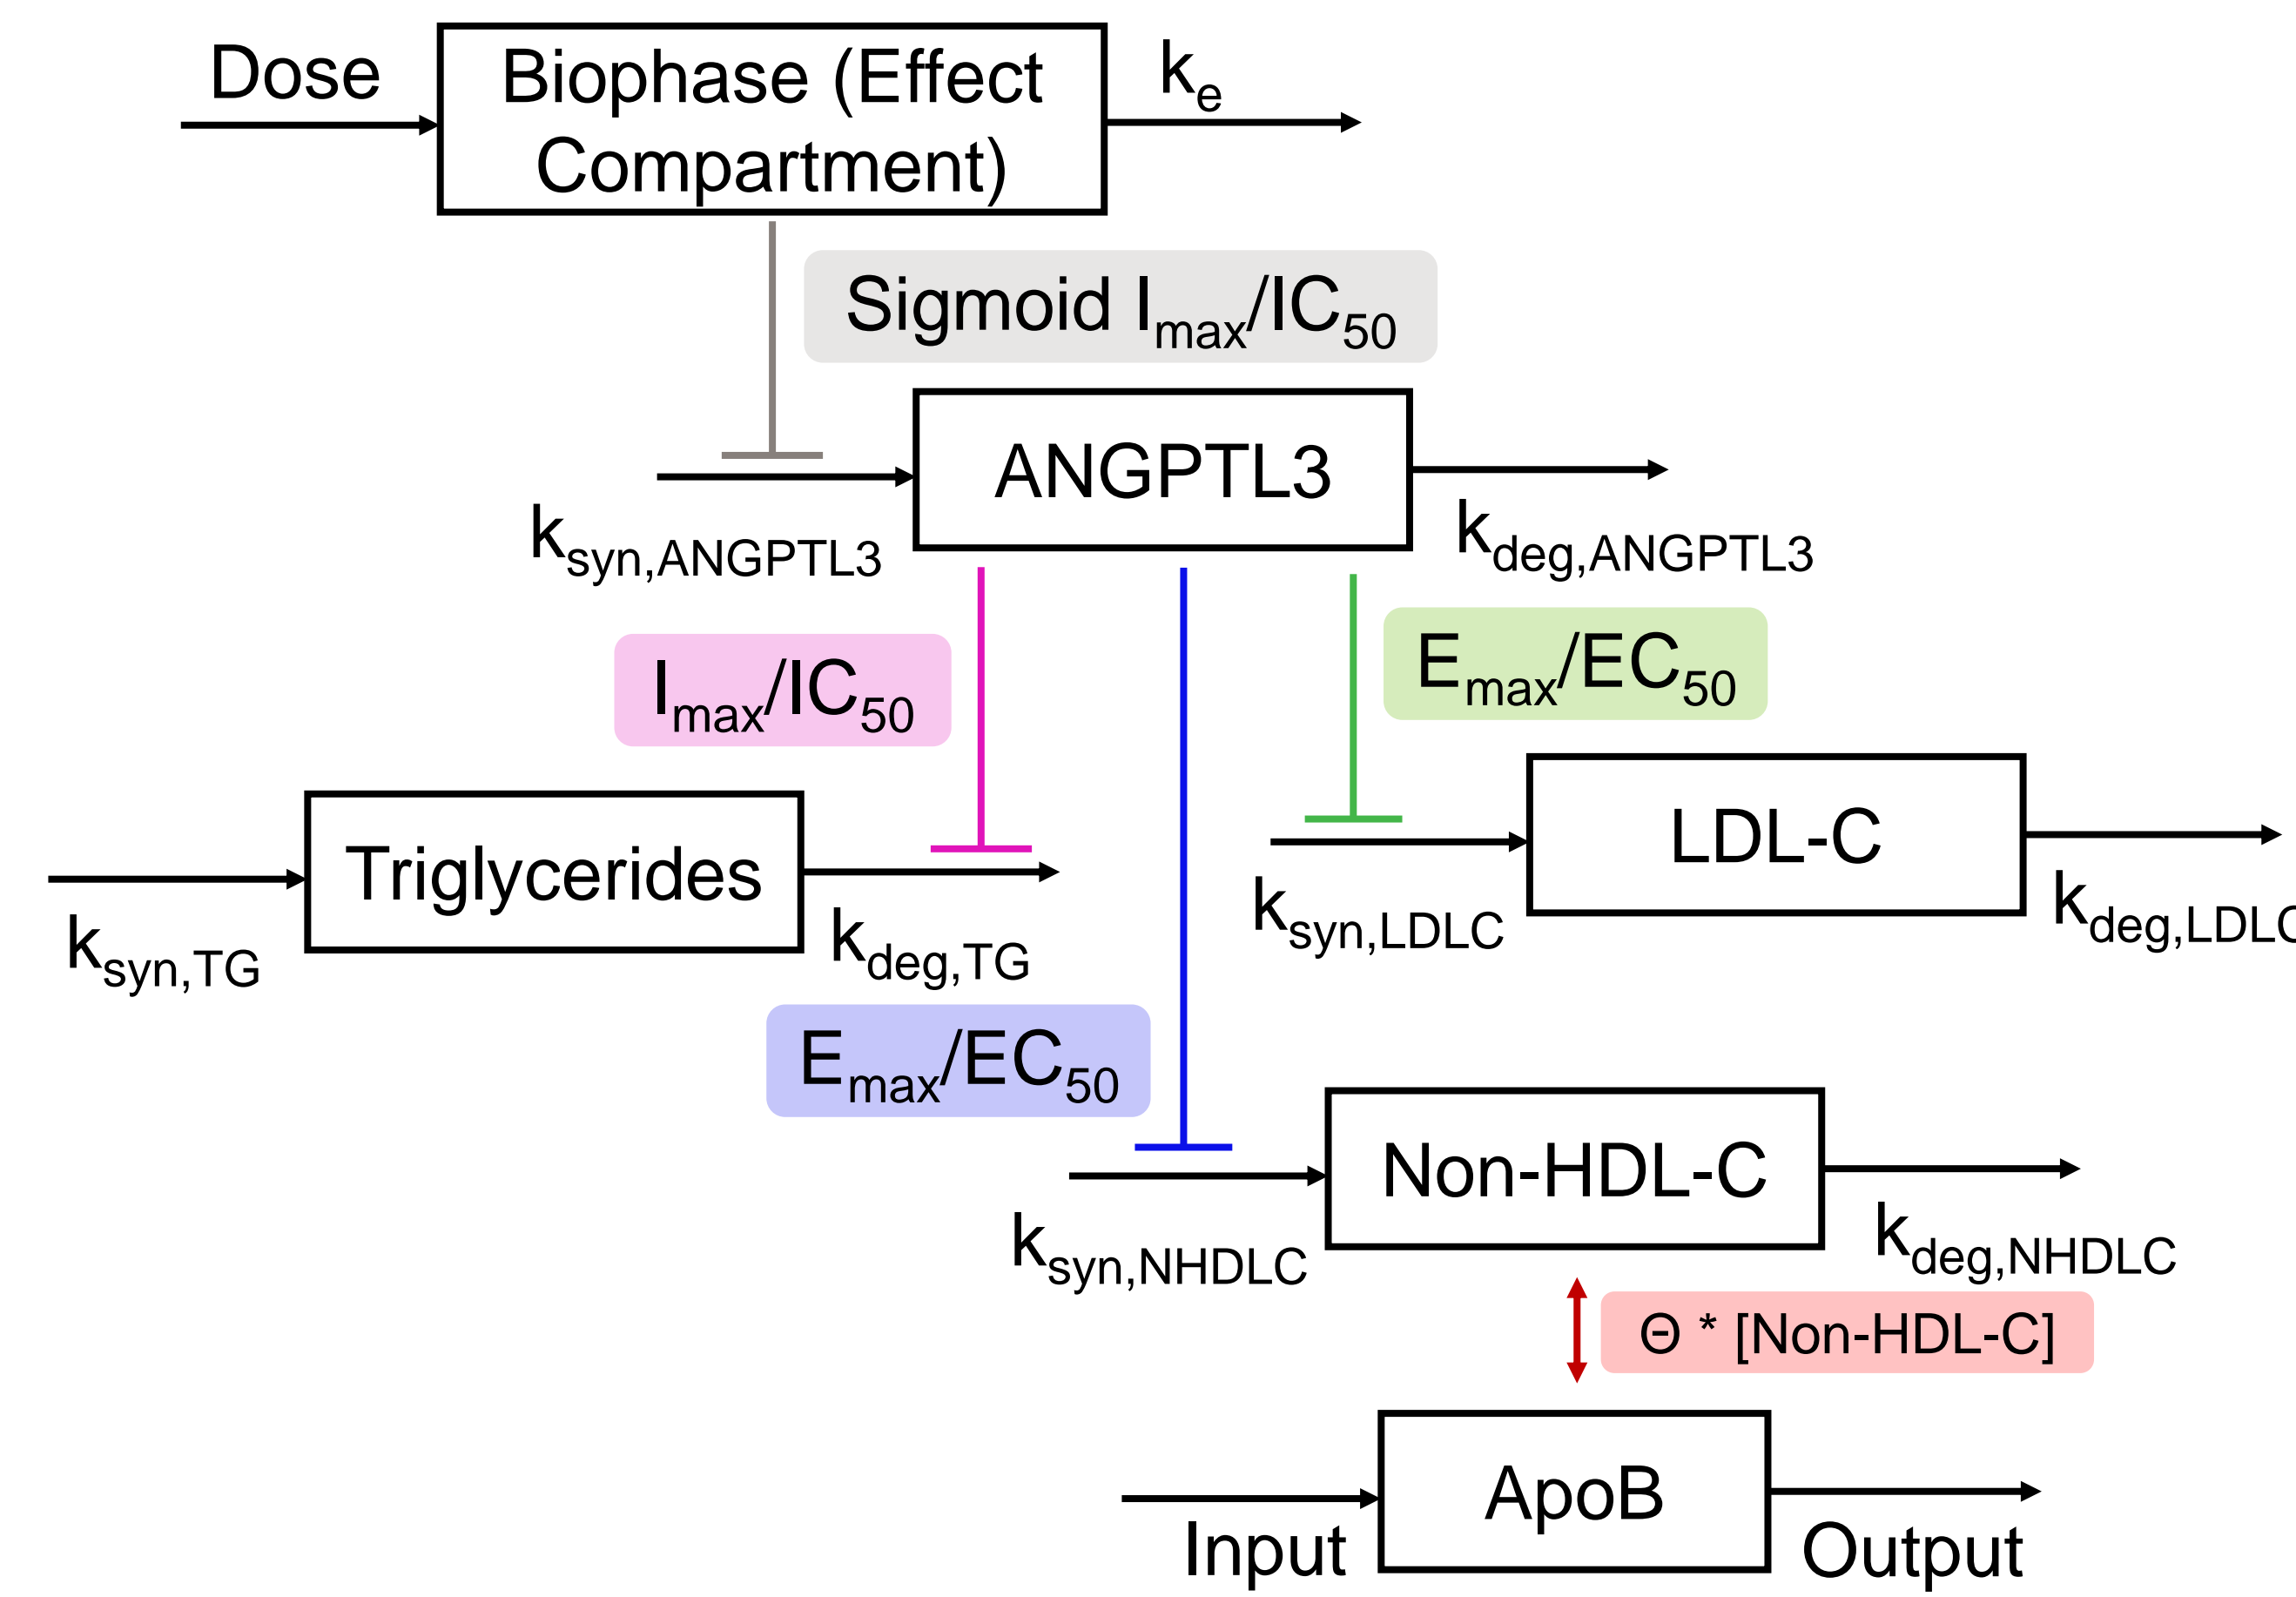 Dose
Biophase (Effect
Compartment)
ke
Sigmoid Imax/IC50
ANGPTL3
ksyn,ANGPTL3
kdeg,ANGPTL3
Imax/IC50
Emax/EC50
Triglycerides
LDL-C
ksyn,TG
kdeg,TG
ksyn,LDLC
kdeg,LDLC
Emax/EC50
Non-HDL-C
ksyn,NHDLC
kdeg,NHDLC
Θ * [Non-HDL-C]
ApoB
Input
Output